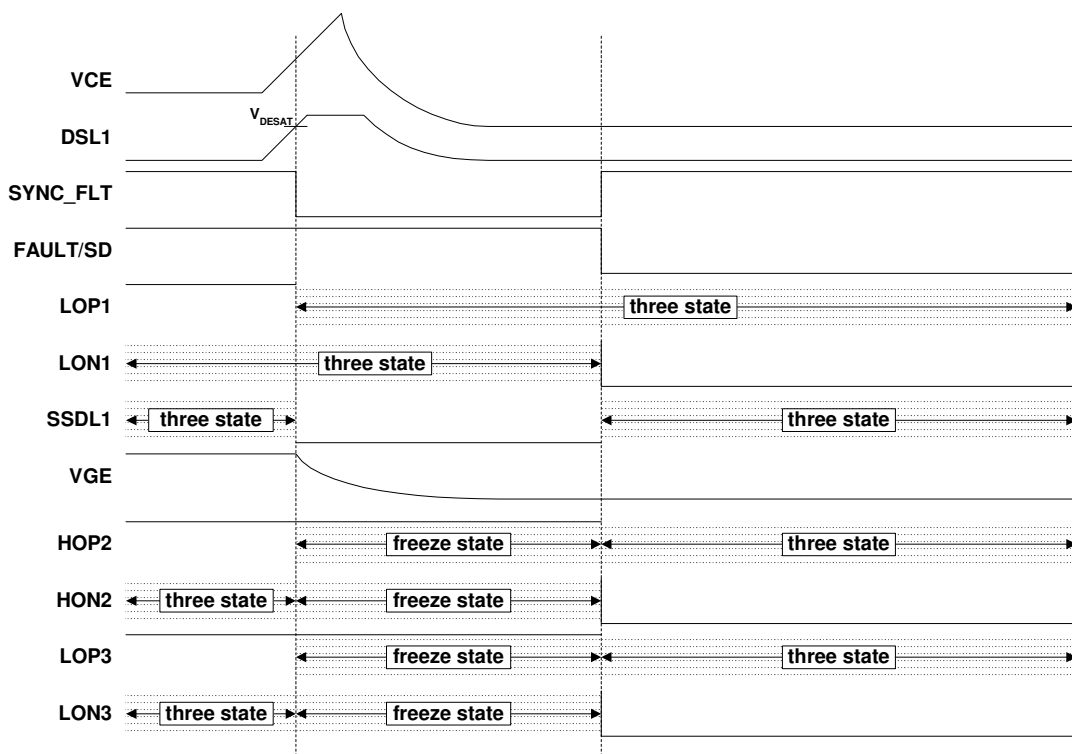 VCE
V_DESAT
DSL1
SYNC_FLT
FAULT/SD
LOP1 three state
LON1 three state
SSDL1 three state three state
VGE
HOP2 freeze state three state
HON2 three state freeze state
LOP3 freeze state three state
LON3 three state freeze state